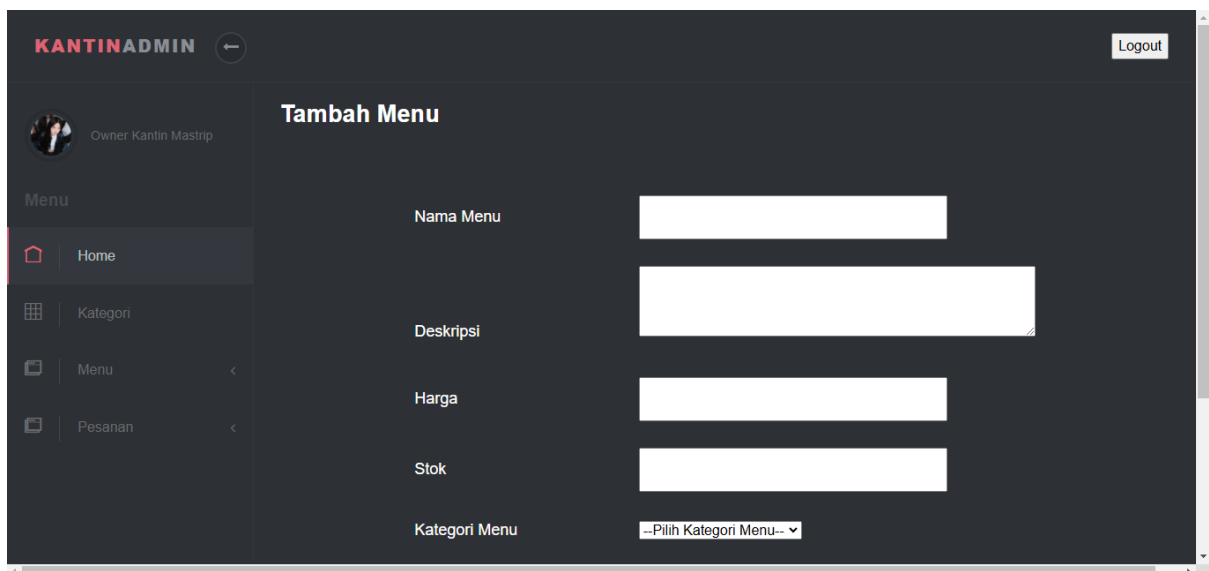 KANTINADMIN
Logout
Owner Kantin Mastrip
Menu
Home
Kategori
Menu
Pesanan
Tambah Menu
Nama Menu
Deskripsi
Harga
Stok
Kategori Menu
--Pilih Kategori Menu--